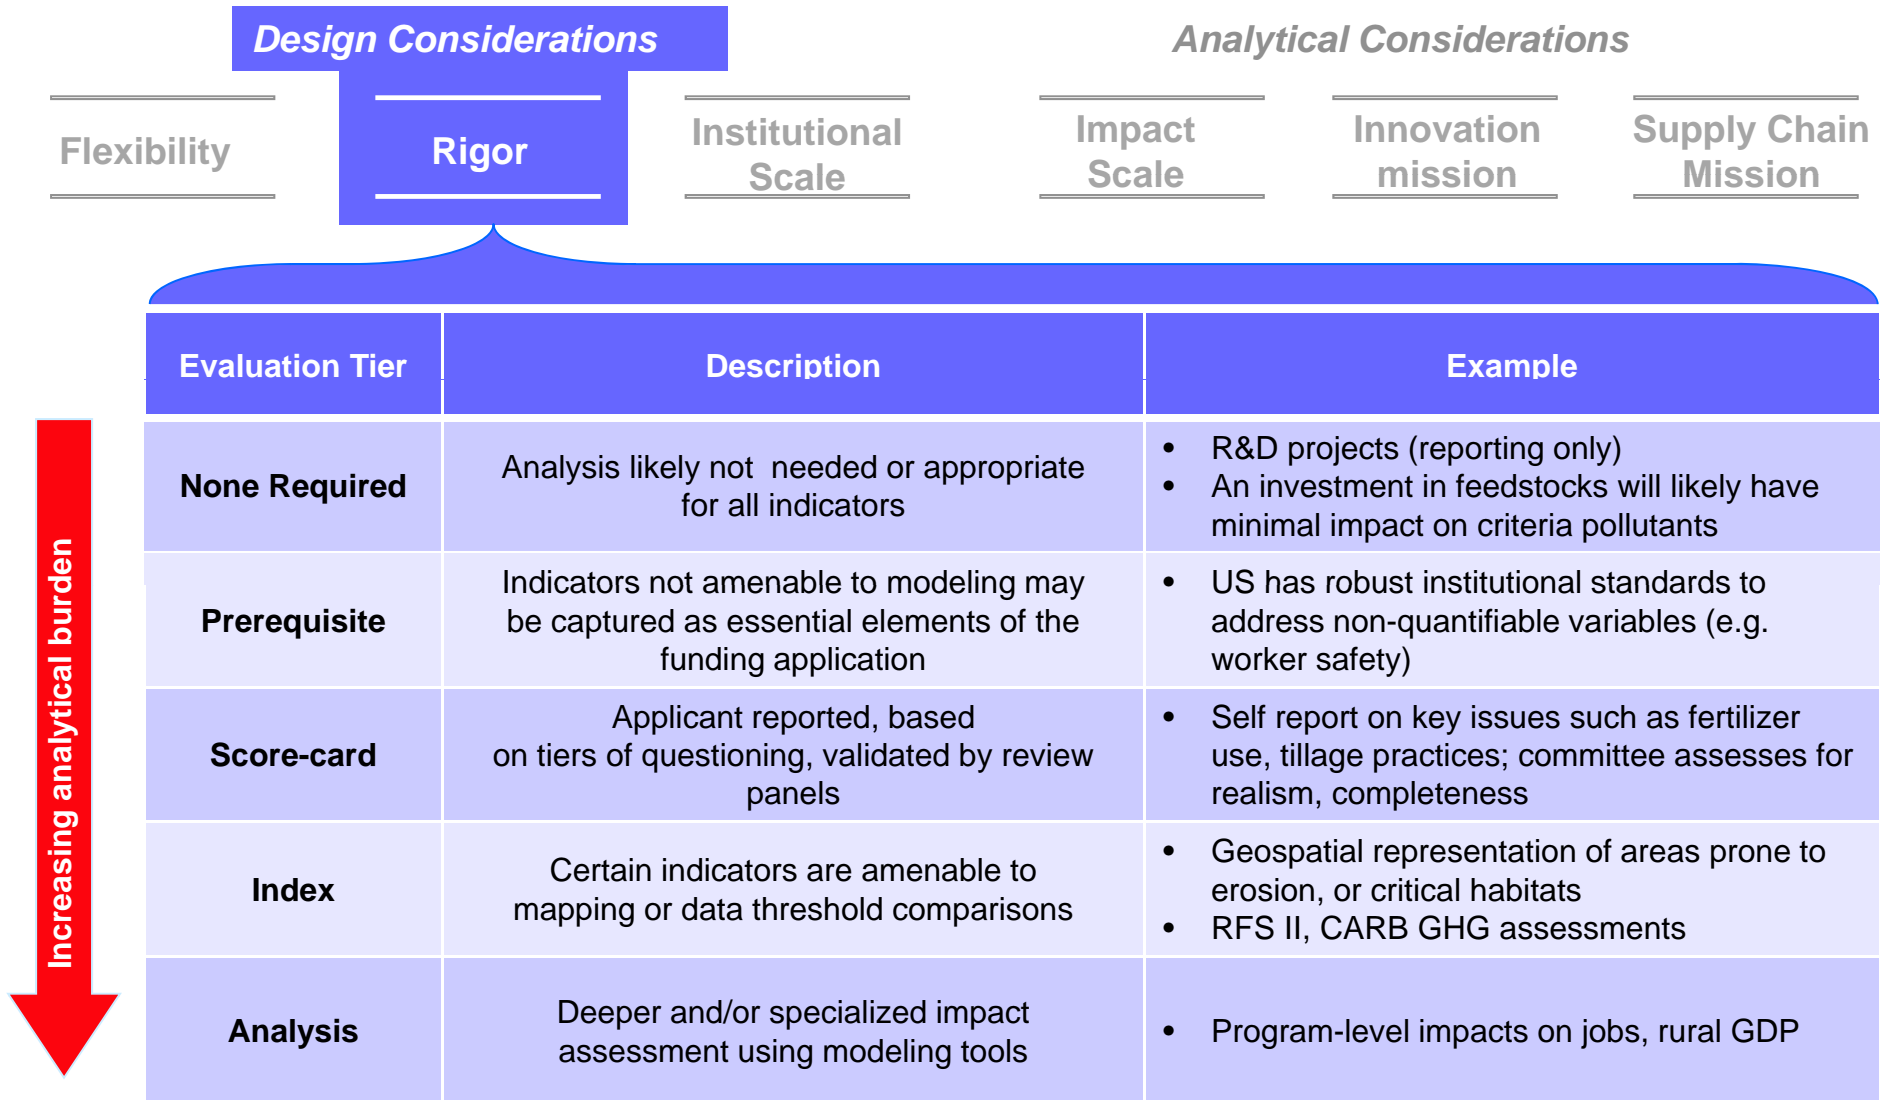 Design Considerations
Analytical Considerations
Flexibility
Rigor
Institutional
Scale
Impact
Scale
Innovation
mission
Supply Chain
Mission
Evaluation Tier
Description
Example
Increasing analytical burden
None Required
Analysis likely not  needed or appropriate
for all indicators
• R&D projects (reporting only)
• An investment in feedstocks will likely have
minimal impact on criteria pollutants
Prerequisite
Indicators not amenable to modeling may
be captured as essential elements of the
funding application
• US has robust institutional standards to
address non-quantifiable variables (e.g.
worker safety)
Score-card
Applicant reported, based
on tiers of questioning, validated by review
panels
• Self report on key issues such as fertilizer
use, tillage practices; committee assesses for
realism, completeness
Index
Certain indicators are amenable to
mapping or data threshold comparisons
• Geospatial representation of areas prone to
erosion, or critical habitats
• RFS II, CARB GHG assessments
Analysis
Deeper and/or specialized impact
assessment using modeling tools
• Program-level impacts on jobs, rural GDP